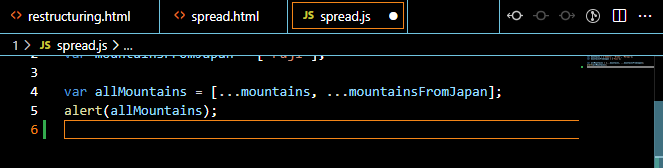 restructuring.html
spread.html
JS spread.js
1 > JS spread.js > ...
2 var mountainsFromJapan = ["Fuji"];
3
4 var allMountains = [...mountains, ...mountainsFromJapan];
5 alert(allMountains);
6